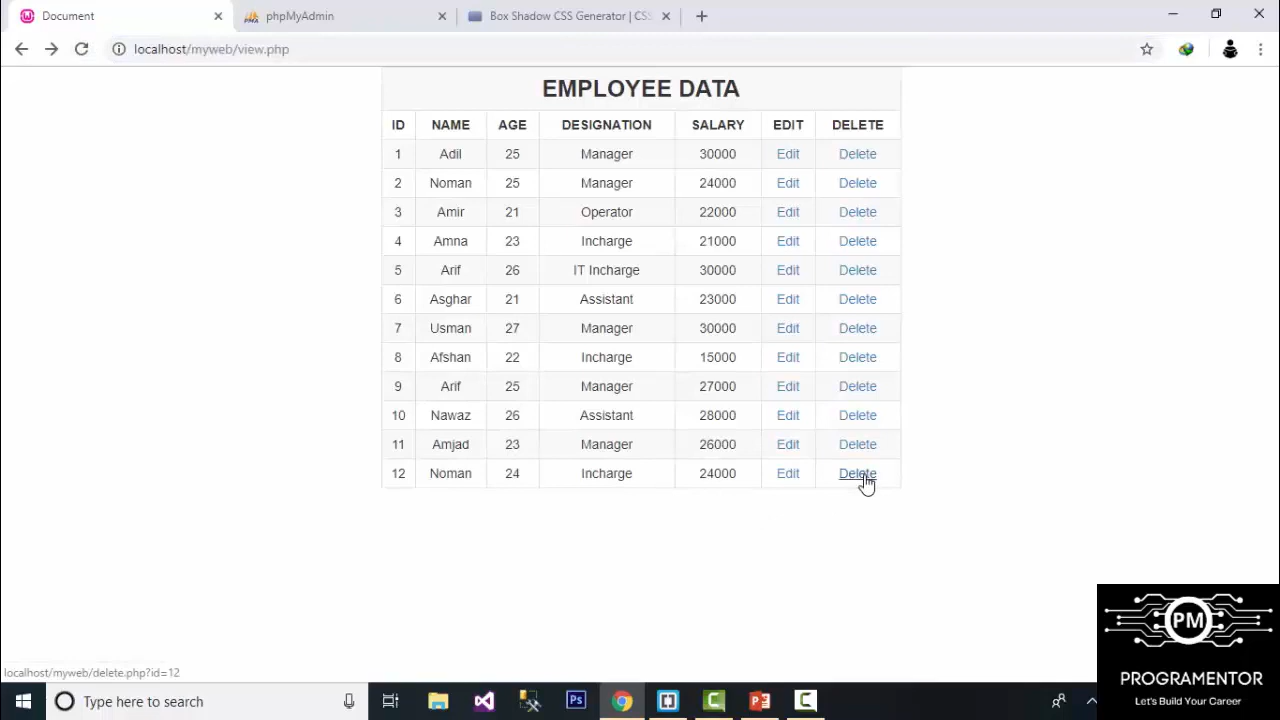 Document
phpMyAdmin
Box Shadow CSS Generator | CSS
localhost/myweb/view.php
EMPLOYEE DATA
ID NAME AGE DESIGNATION SALARY EDIT DELETE
1 Adil 25 Manager 30000 Edit Delete
2 Noman 25 Manager 24000 Edit Delete
3 Amir 21 Operator 22000 Edit Delete
4 Amna 23 Incharge 21000 Edit Delete
5 Arif 26 IT Incharge 30000 Edit Delete
6 Asghar 21 Assistant 23000 Edit Delete
7 Usman 27 Manager 30000 Edit Delete
8 Afshan 22 Incharge 15000 Edit Delete
9 Arif 25 Manager 27000 Edit Delete
10 Nawaz 26 Assistant 28000 Edit Delete
11 Amjad 23 Manager 26000 Edit Delete
12 Noman 24 Incharge 24000 Edit Delete
localhost/myweb/delete.php?id=12
Type here to search
Ps
PM
PROGRAMENTOR
Let's Build Your Career